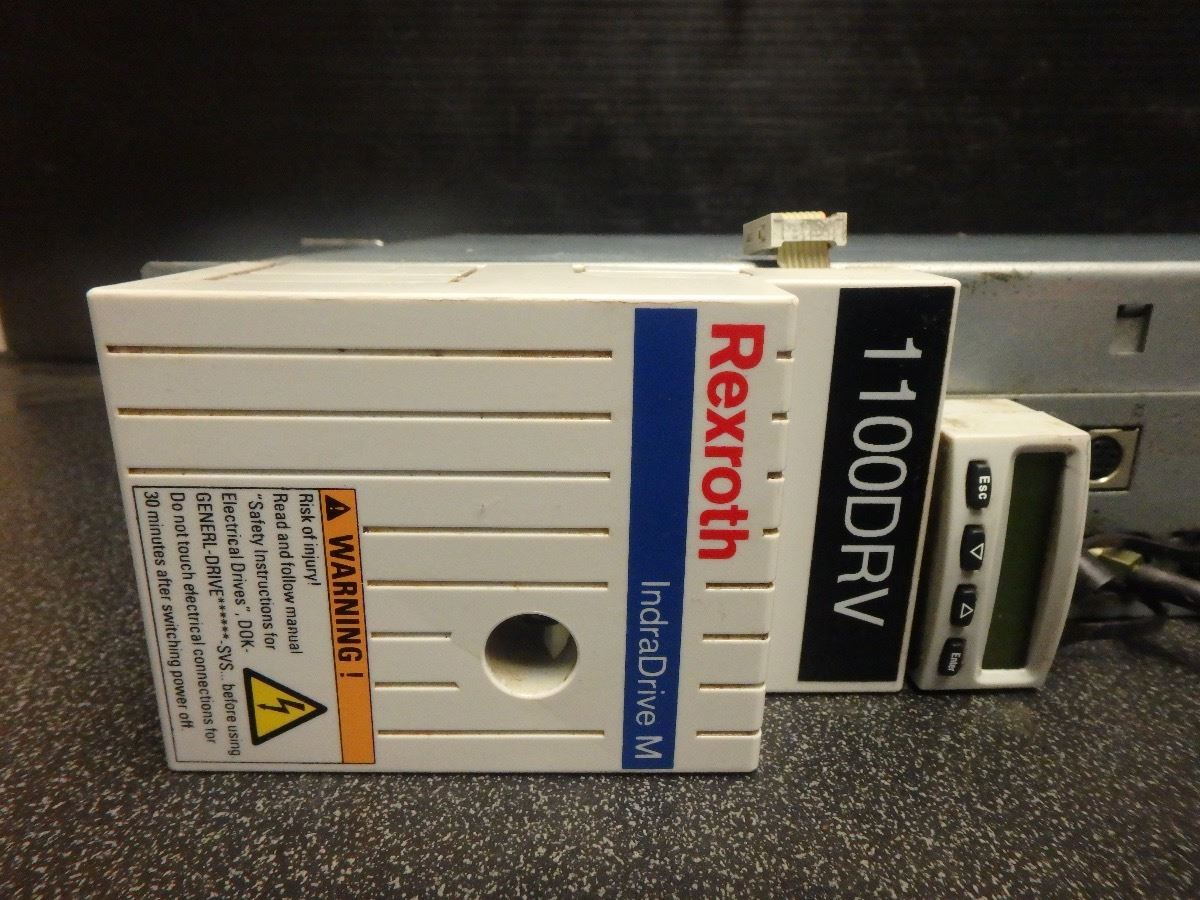 1100DRV
Rexroth
IndraDrive M
WARNING!
Risk of injury!
Read and follow manual
"Safety Instructions for
Electrical Drives", DOK-
GENERL-DRIVE******-SVS... before using
Do not touch electrical connections for
30 minutes after switching power off.
Esc
Enter